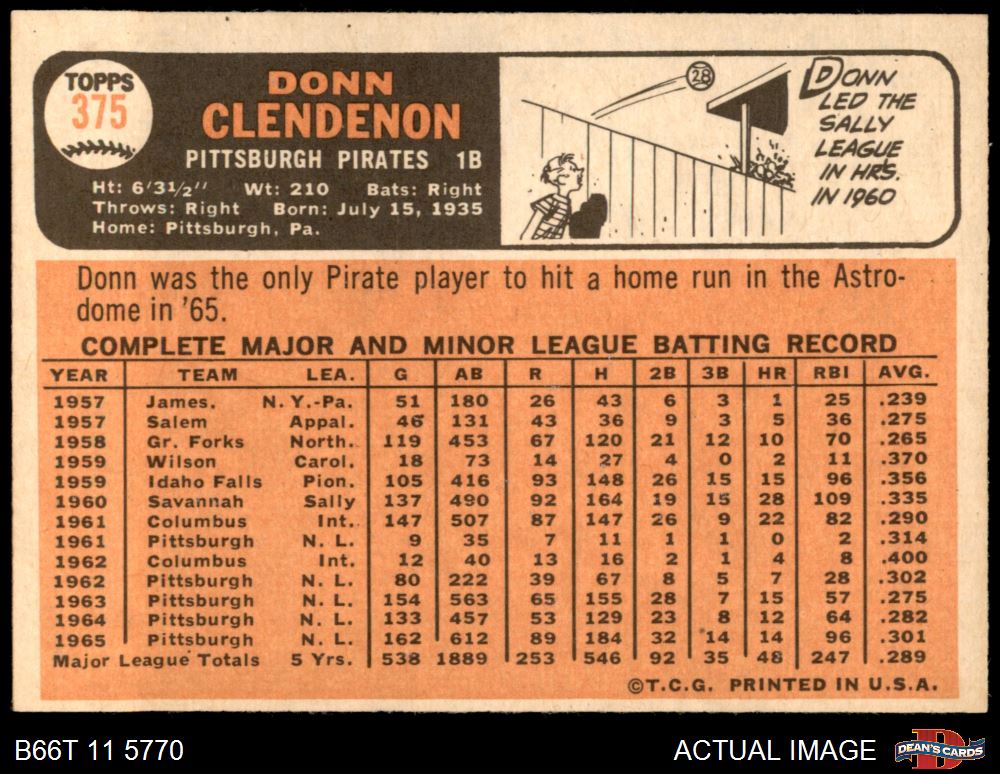 TOPPS
375
DONN
CLENDENON
PITTSBURGH PIRATES 1B
Ht: 6'3½" Wt: 210 Bats: Right
Throws: Right Born: July 15, 1935
Home: Pittsburgh, Pa.
28
DONN
LED THE
SALLY
LEAGUE
IN HRS.
IN 1960
Donn was the only Pirate player to hit a home run in the Astro-
dome in '65.
COMPLETE MAJOR AND MINOR LEAGUE BATTING RECORD
YEAR TEAM LEA. G AB R H 2B 3B HR RBI AVG.
1957 James. N. Y.-Pa. 51 180 26 43 6 3 1 25 .239
1957 Salem Appal. 46 131 43 36 9 3 5 36 .275
1958 Gr. Forks North. 119 453 67 120 21 12 10 70 .265
1959 Wilson Carol. 18 73 14 27 4 0 2 11 .370
1959 Idaho Falls Pion. 105 416 93 148 26 15 15 96 .356
1960 Savannah Sally 137 490 92 164 19 15 28 109 .335
1961 Columbus Int. 147 507 87 147 26 9 22 82 .290
1961 Pittsburgh N. L. 9 35 7 11 1 1 0 2 .314
1962 Columbus Int. 12 40 13 16 2 1 4 8 .400
1962 Pittsburgh N. L. 80 222 39 67 8 5 7 28 .302
1963 Pittsburgh N. L. 154 563 65 155 28 7 15 57 .275
1964 Pittsburgh N. L. 133 457 53 129 23 8 12 64 .282
1965 Pittsburgh N. L. 162 612 89 184 32 14 14 96 .301
Major League Totals 5 Yrs. 538 1889 253 546 92 35 48 247 .289
©T.C.G. PRINTED IN U.S.A.
B66T 11 5770
ACTUAL IMAGE
D
DEAN'S CARDS